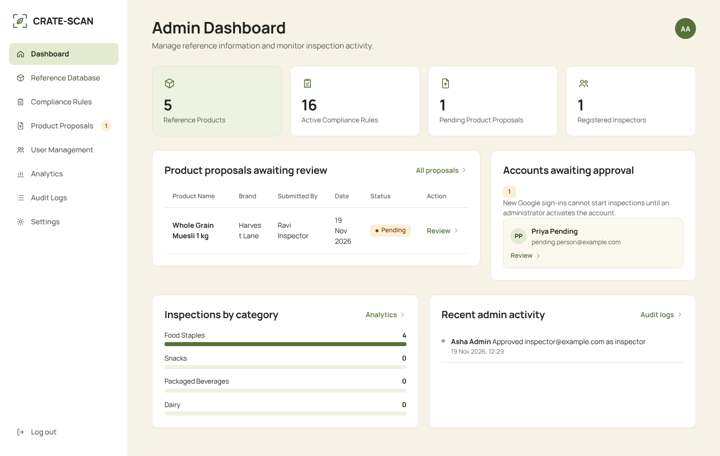 CRATE-SCAN
Dashboard
Reference Database
Compliance Rules
Product Proposals 1
User Management
Analytics
Audit Logs
Settings
Log out
Admin Dashboard
Manage reference information and monitor inspection activity.
AA
5
Reference Products
16
Active Compliance Rules
1
Pending Product Proposals
1
Registered Inspectors
Product proposals awaiting review
All proposals
Product Name Brand Submitted By Date Status Action
Whole Grain
Muesli 1 kg
Harves
t Lane
Ravi
Inspector
19
Nov
2026
Pending
Review
Accounts awaiting approval
1
New Google sign-ins cannot start inspections until an
administrator activates the account.
PP
Priya Pending
pending.person@example.com
Review
Inspections by category
Analytics
Food Staples 4
Snacks 0
Packaged Beverages 0
Dairy 0
Recent admin activity
Audit logs
Asha Admin Approved inspector@example.com as inspector
19 Nov 2026, 12:29